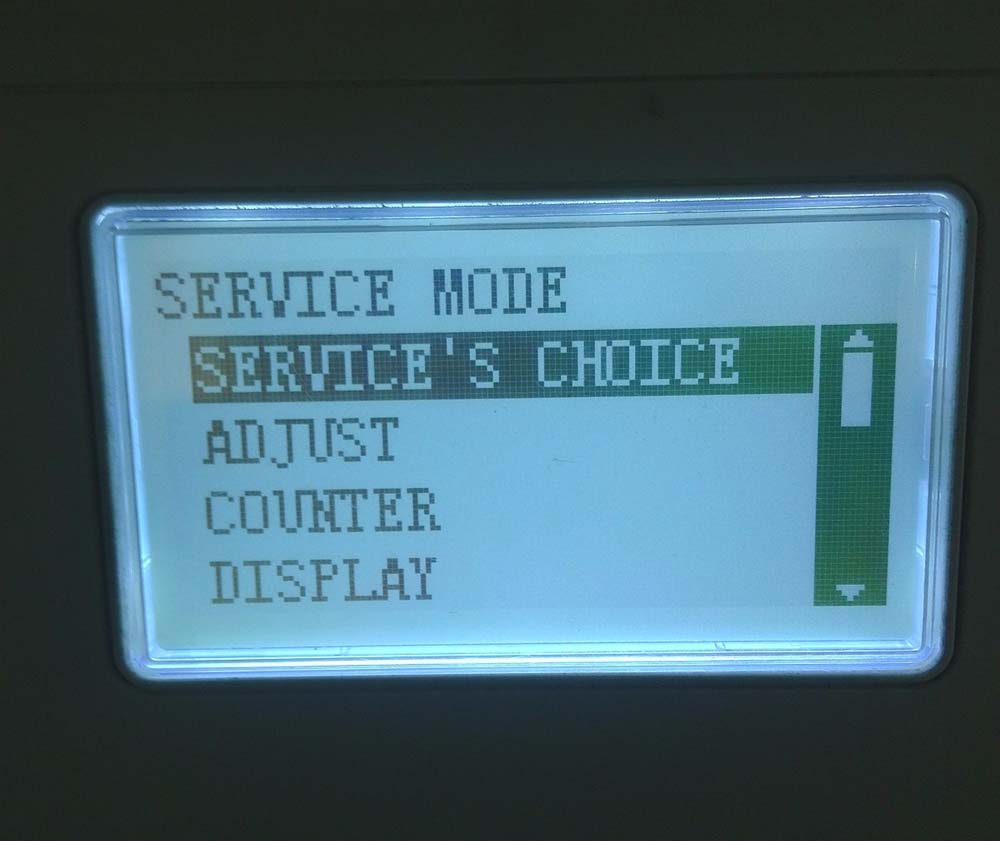 SERVICE MODE
SERVICE'S CHOICE
ADJUST
COUNTER
DISPLAY